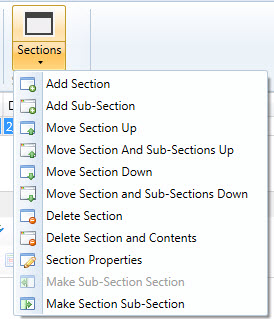 Sections
Add Section
Add Sub-Section
Move Section Up
Move Section And Sub-Sections Up
Move Section Down
Move Section and Sub-Sections Down
Delete Section
Delete Section and Contents
Section Properties
Make Sub-Section Section
Make Section Sub-Section